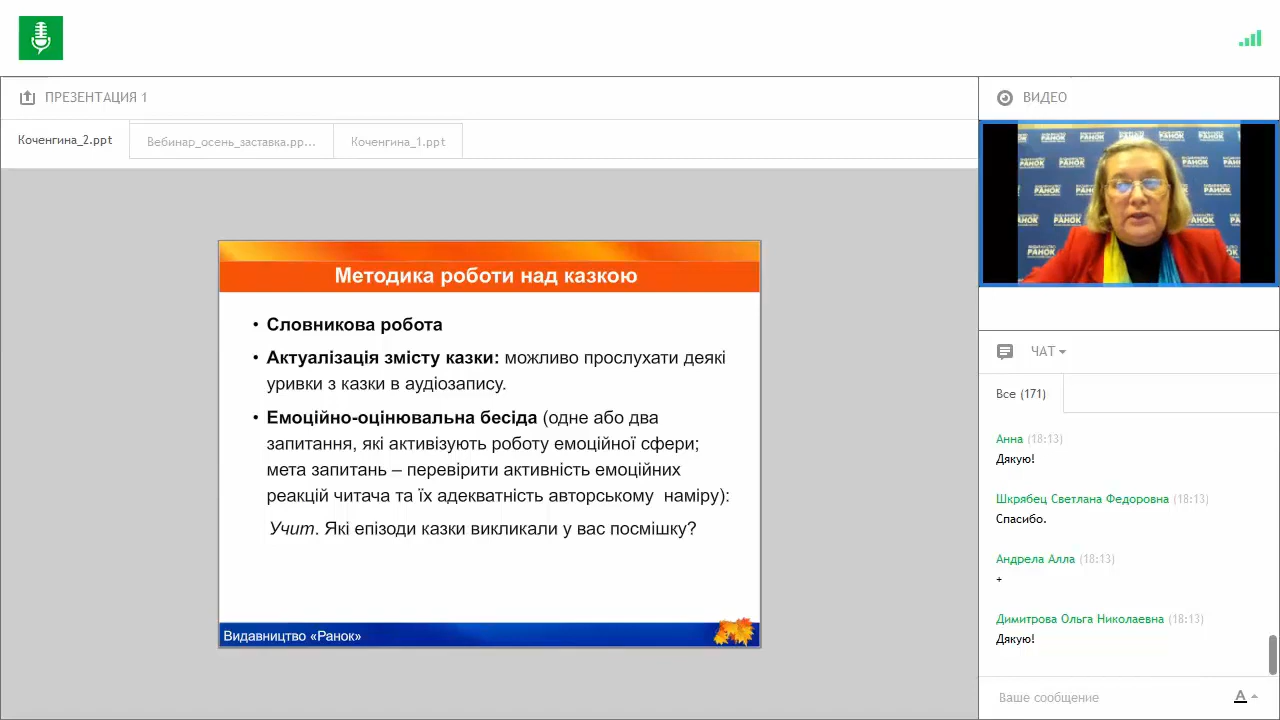 ПРЕЗЕНТАЦИЯ 1
Коченгина_2.ppt
Вебинар_осень_заставка.pp...
Коченгина_1.ppt
Методика роботи над казкою
• Словникова робота
• Актуалізація змісту казки: можливо прослухати деякі
уривки з казки в аудіозапису.
• Емоційно-оцінювальна бесіда (одне або два
запитання, які активізують роботу емоційної сфери;
мета запитань – перевірити активність емоційних
реакцій читача та їх адекватність авторському наміру):
Учит. Які епізоди казки викликали у вас посмішку?
Видавництво «Ранок»
ВИДЕО
РАНОК
ЧАТ
Все (171)
Анна (18:13)
Дякую!
Шкрябец Светлана Федоровна (18:13)
Спасибо.
Андрела Алла (18:13)
+
Димитрова Ольга Николаевна (18:13)
Дякую!
Ваше сообщение
A